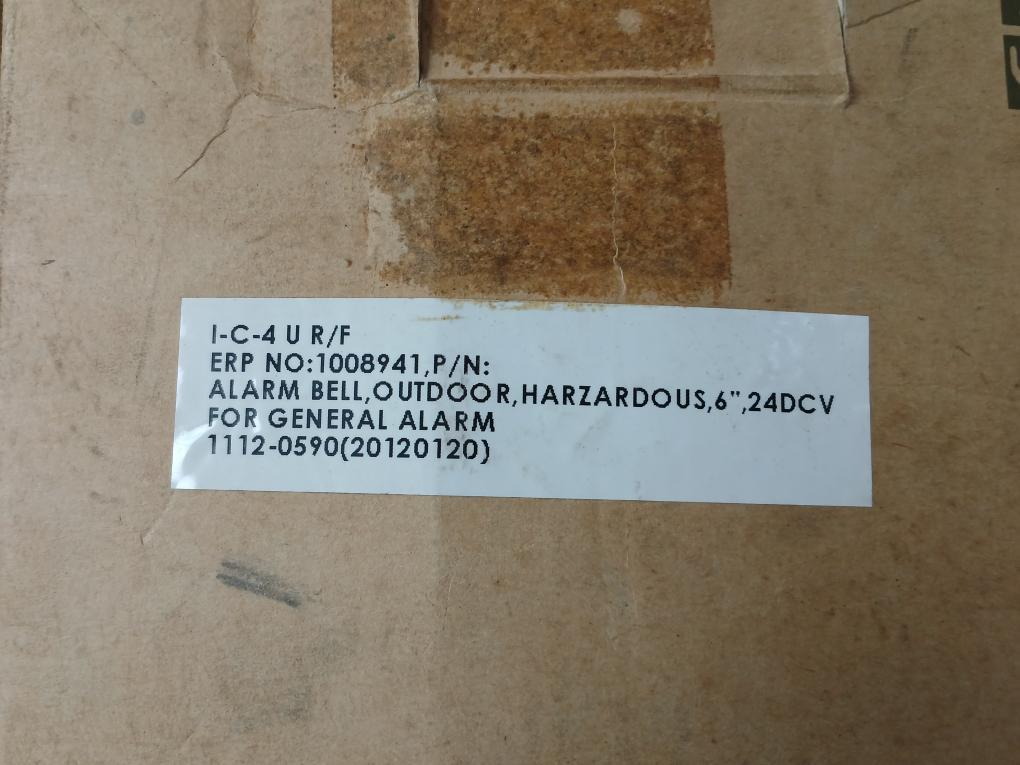 I-C-4 U R/F
ERP NO:1008941,P/N:
ALARM BELL,OUTDOOR,HARZARDOUS,6",24DCV
FOR GENERAL ALARM
1112-0590(20120120)